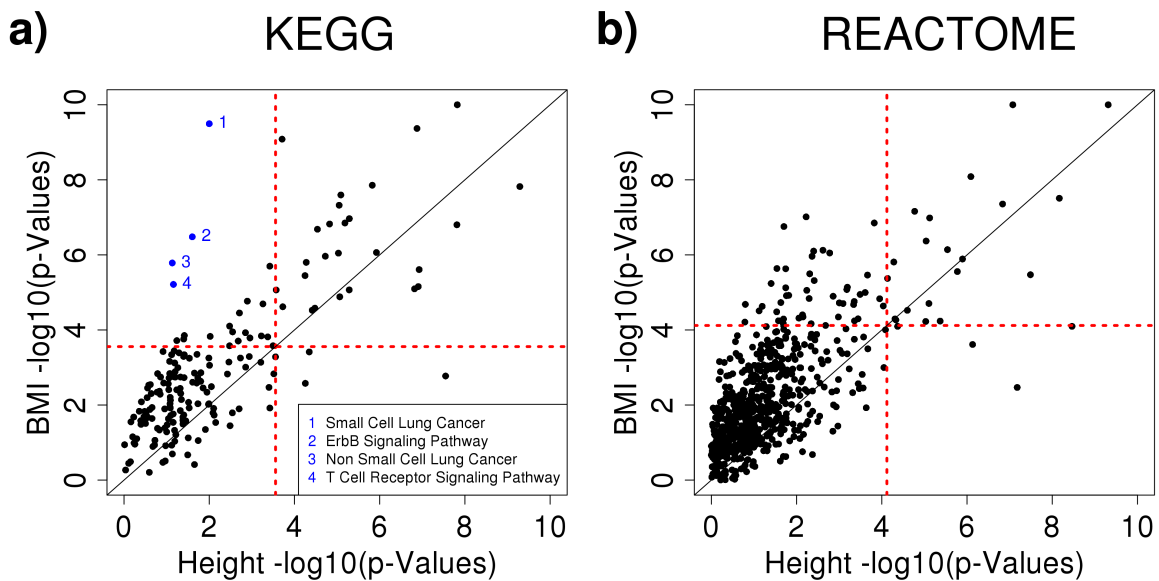 a)
KEGG
10
8
6
4
2
0
BMI -log10(p-Values)
1
2
3
4
1 Small Cell Lung Cancer
2 ErbB Signaling Pathway
3 Non Small Cell Lung Cancer
4 T Cell Receptor Signaling Pathway
0 2 4 6 8 10
Height -log10(p-Values)
b)
REACTOME
10
8
6
4
2
0
BMI -log10(p-Values)
0 2 4 6 8 10
Height -log10(p-Values)